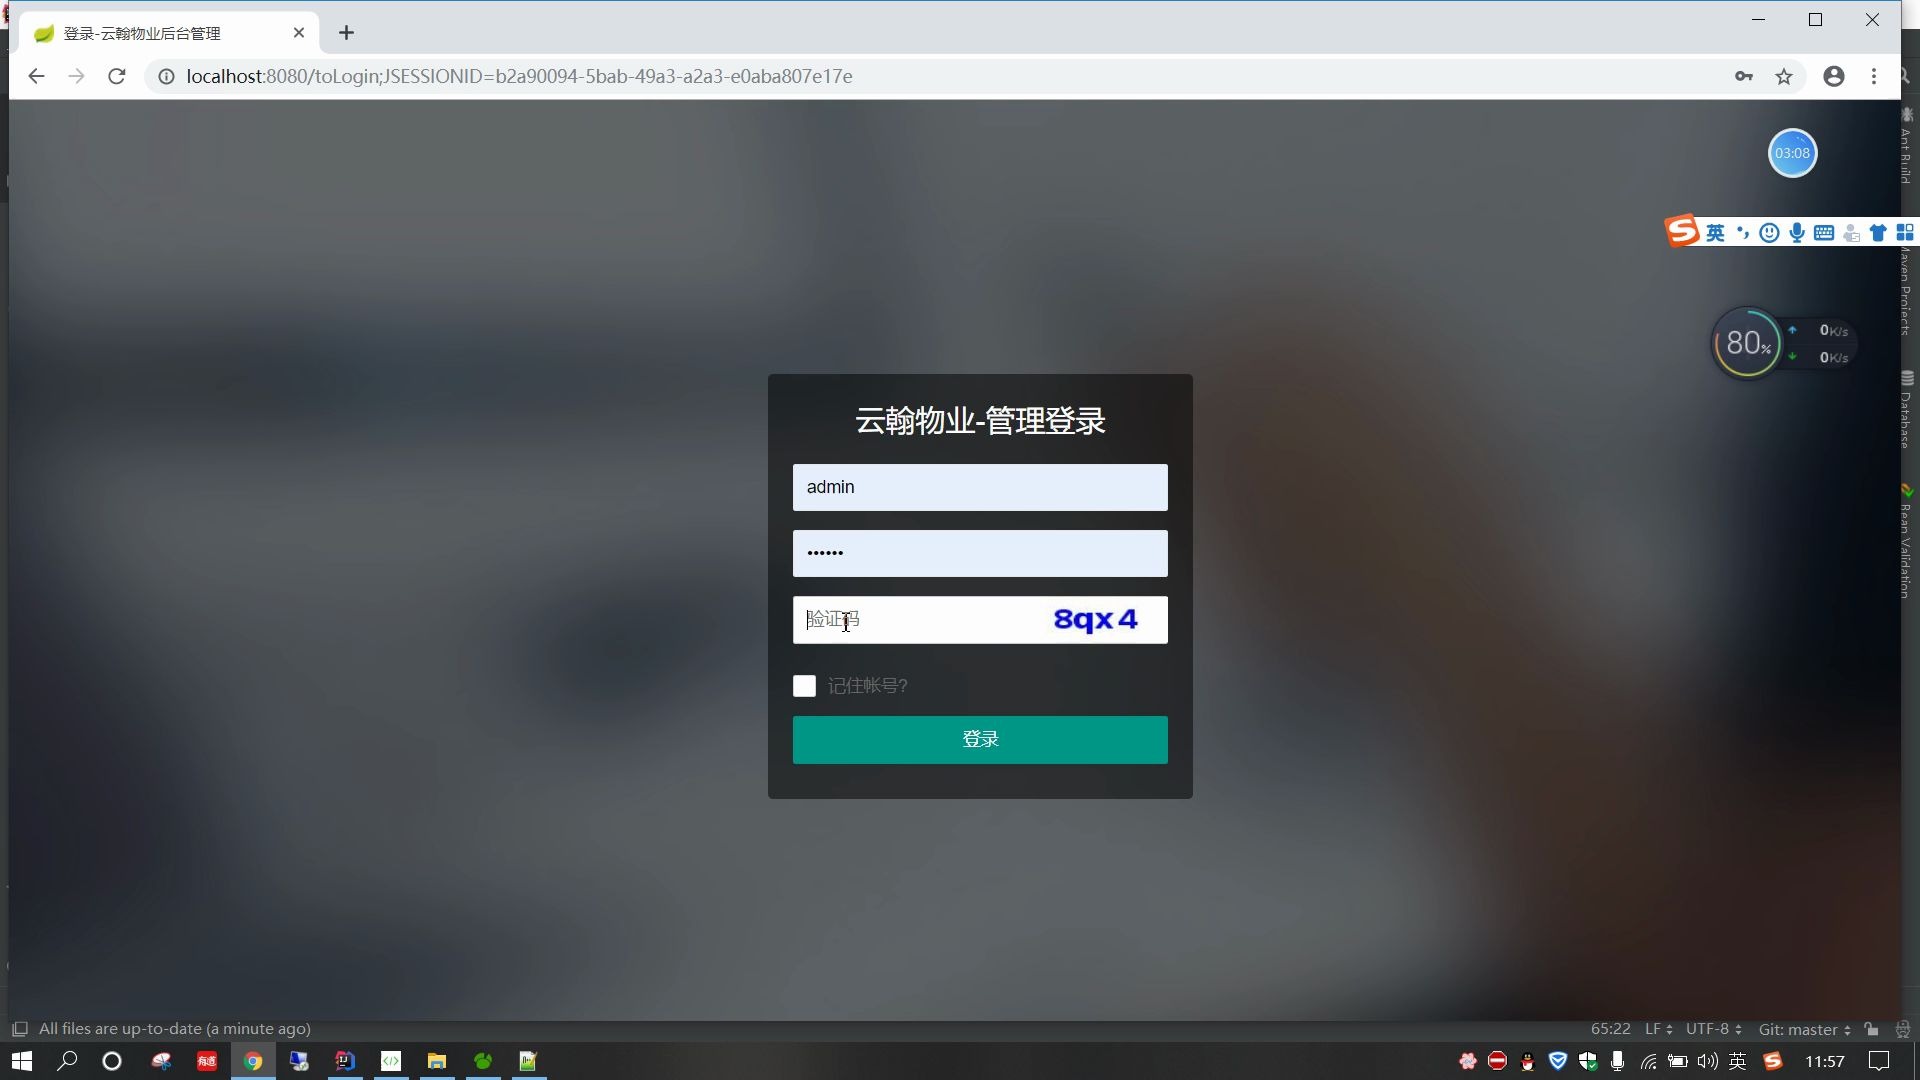 登录-云翰物业后台管理
localhost:8080/toLogin;JSESSIONID=b2a90094-5bab-49a3-a2a3-e0aba807e17e
03:08
Ant Build
英
Maven Projects
80%
0K/s
0K/s
Database
云翰物业-管理登录
admin
••••••
Bean Validation
验证码
8qx4
记住帐号?
登录
All files are up-to-date (a minute ago)
65:22 LF UTF-8 Git: master
有道
英
11:57